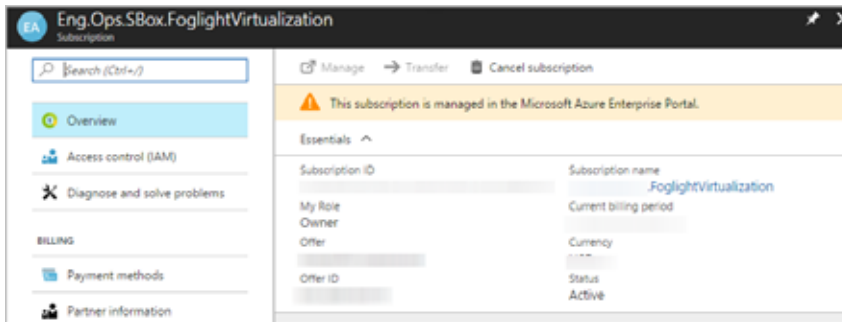 EA
Eng.Ops.SBox.FoglightVirtualization
Subscription
Search (Ctrl+/)
Overview
Access control (IAM)
Diagnose and solve problems
BILLING
Payment methods
Partner information
Manage Transfer Cancel subscription
This subscription is managed in the Microsoft Azure Enterprise Portal.
Essentials
Subscription ID
Subscription name
.FoglightVirtualization
My Role
Owner
Current billing period
Offer
Currency
Offer ID
Status
Active